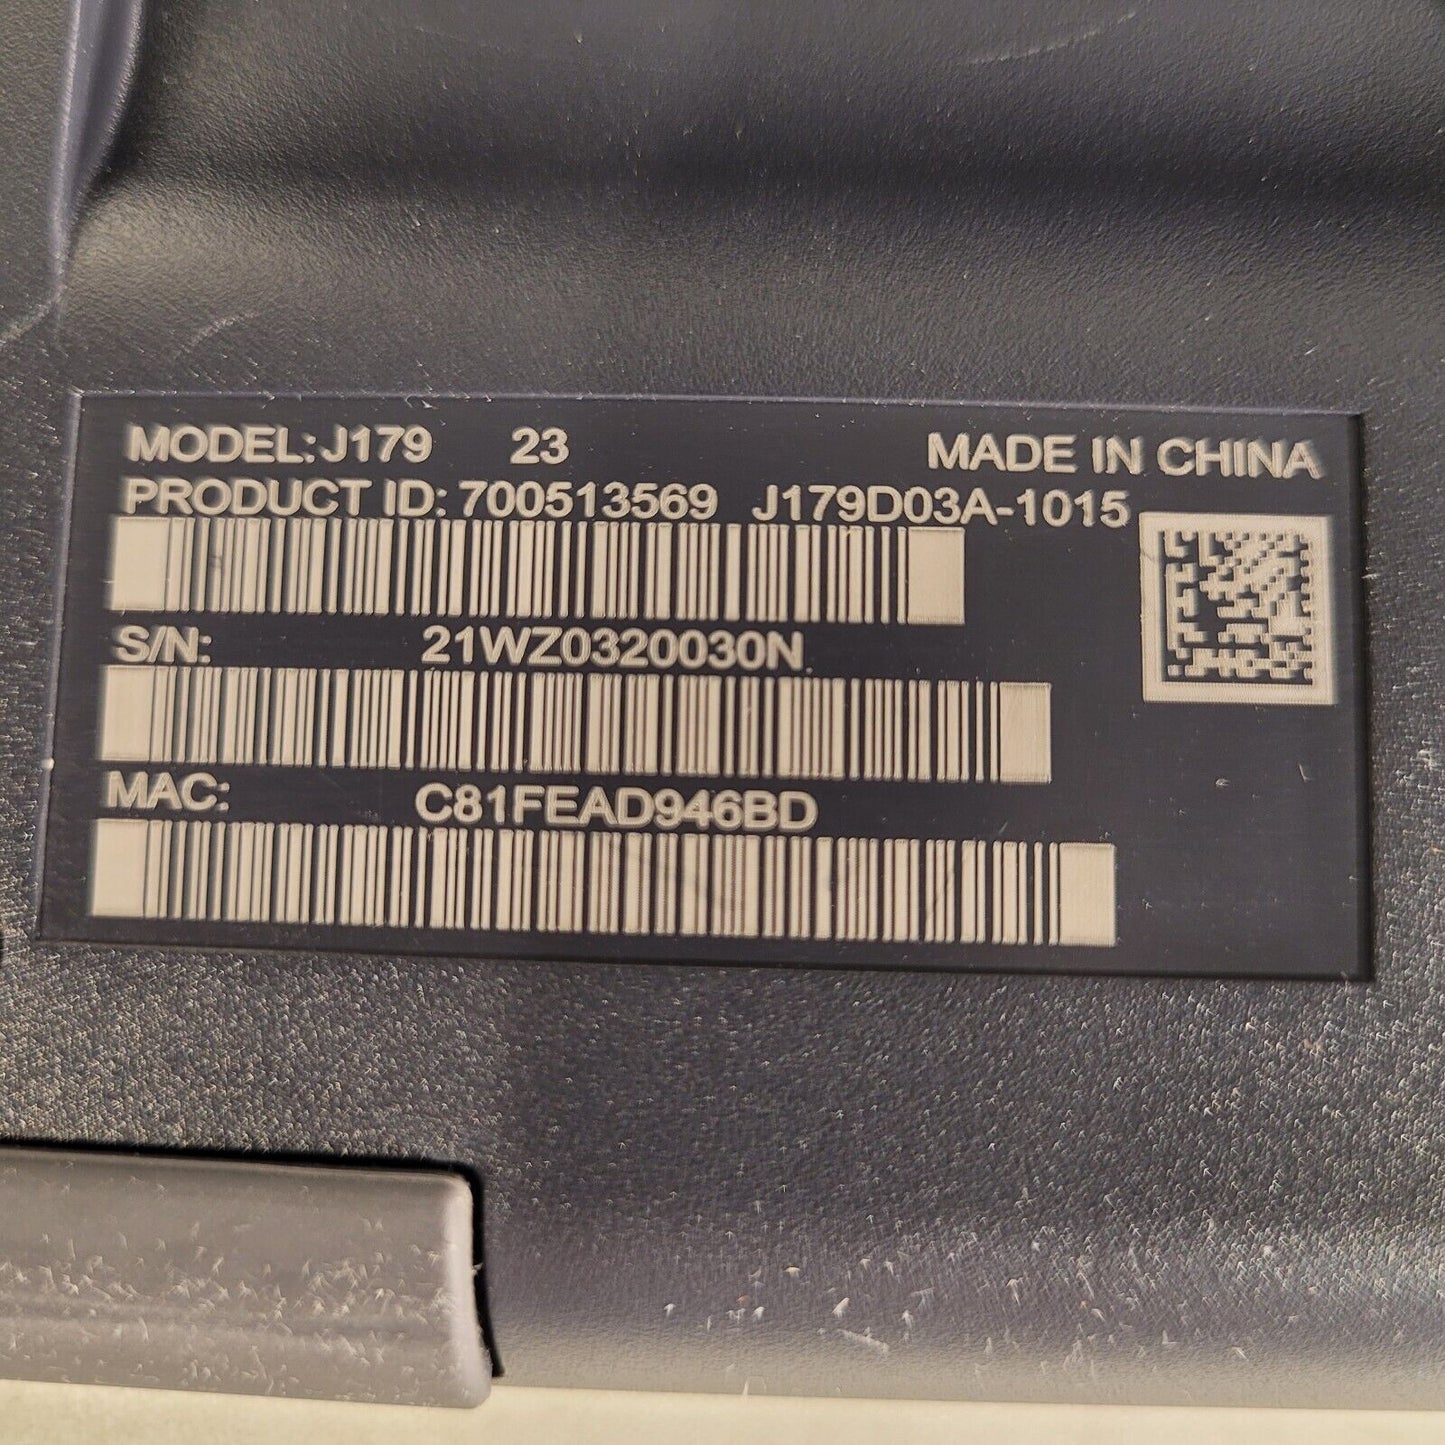 MODEL: J179 23 MADE IN CHINA
PRODUCT ID: 700513569 J179D03A-1015
S/N: 21WZ0320030N
MAC: C81FEAD946BD